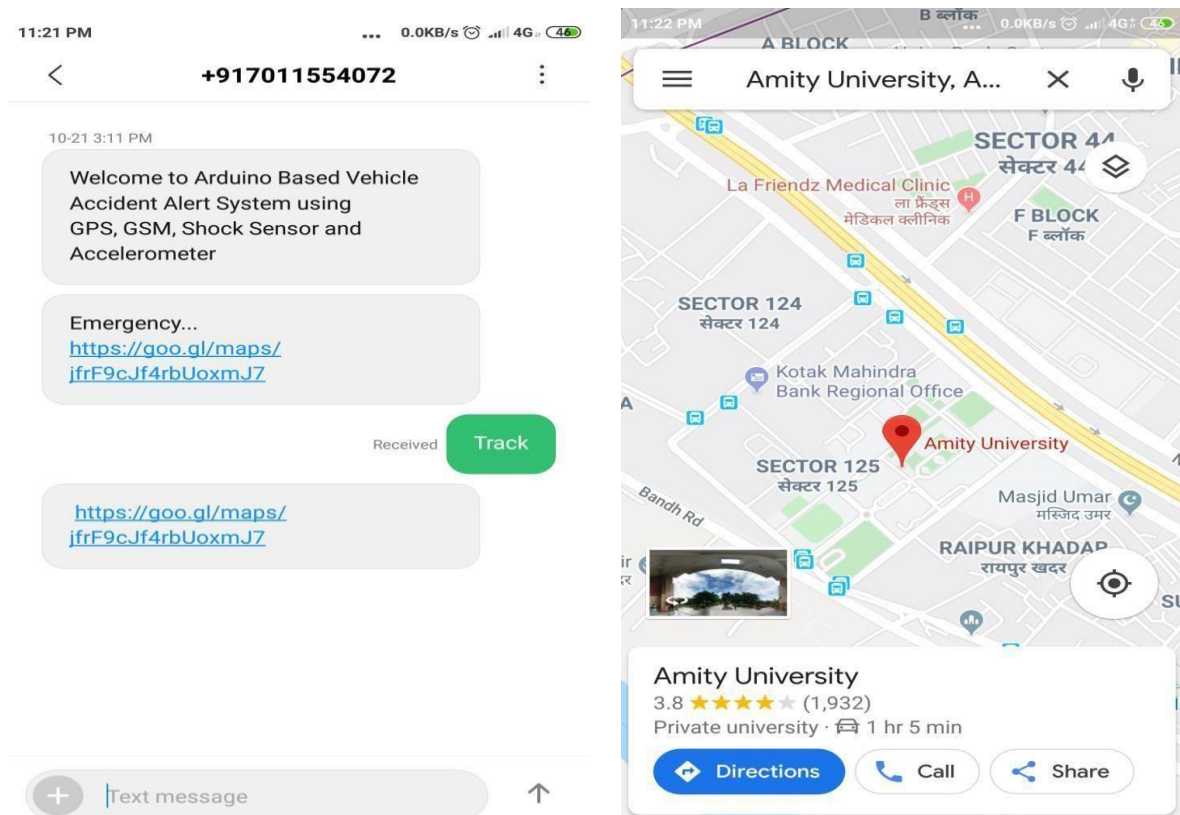 11:21 PM
... 0.0KB/s 4G 46
+917011554072
10-21 3:11 PM
Welcome to Arduino Based Vehicle
Accident Alert System using
GPS, GSM, Shock Sensor and
Accelerometer
Emergency...
https://goo.gl/maps/
jfrF9cJf4rbUoxmJ7
Received
Track
https://goo.gl/maps/
jfrF9cJf4rbUoxmJ7
Text message
11:22 PM
... 0.0KB/s 4G 46
B ब्लॉक
A BLOCK
Amity University, A...
SECTOR 44
सेक्टर 44
La Friendz Medical Clinic
ला फ्रेंड्स
मेडिकल क्लीनिक
F BLOCK
F ब्लॉक
SECTOR 124
सेक्टर 124
Kotak Mahindra
Bank Regional Office
A
Amity University
SECTOR 125
सेक्टर 125
Bandh Rd
Masjid Umar
मस्जिद उमर
RAIPUR KHADAR
रायपुर खदर
Amity University
3.8 (1,932)
Private university · 1 hr 5 min
Directions
Call
Share